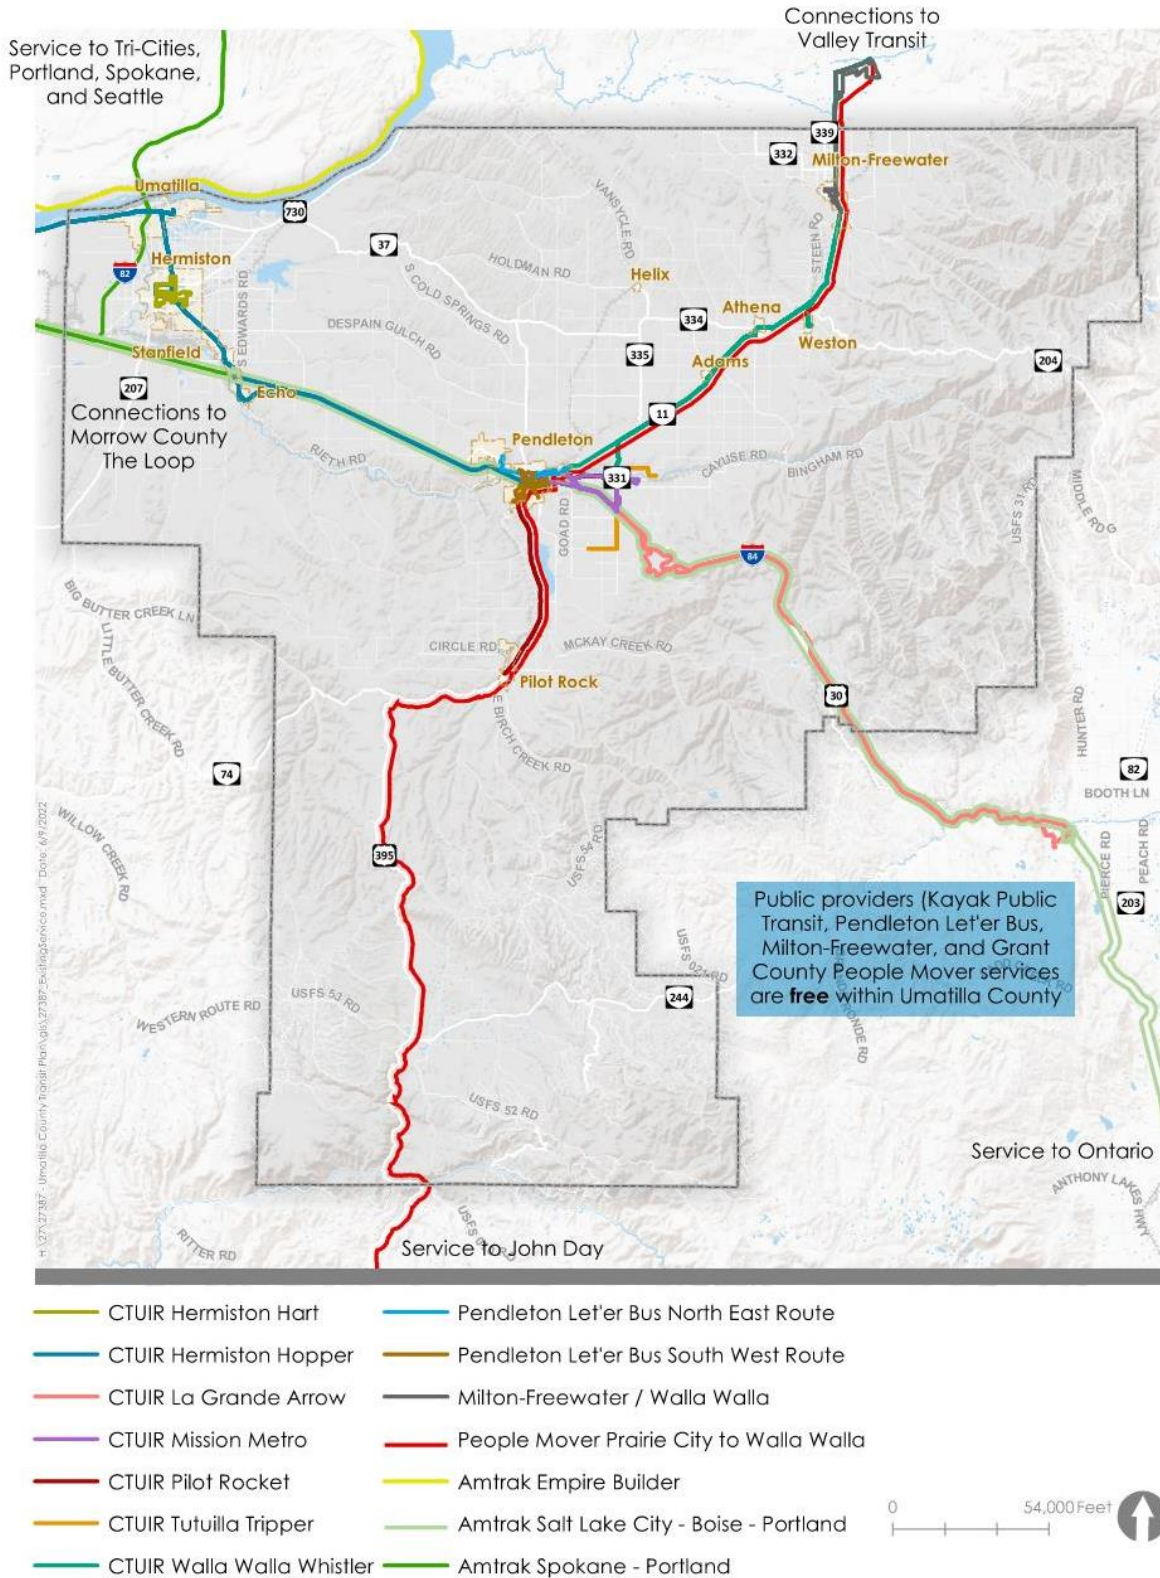 Connections to
Valley Transit
Service to Tri-Cities,
Portland, Spokane,
and Seattle
339
332
Milton-Freewater
Umatilla
730
VANSYCLE RD
37
STEEN RD
Hermiston
HOLDMAN RD
82
S EDWARDS RD
S COLD SPRINGS RD
Helix
Athena
DESPAIN GULCH RD
334
Weston
Stanfield
335
Adams
204
207
Echo
Connections to
Morrow County
The Loop
11
Pendleton
RIETH RD
CAYUSE RD
BINGHAM RD
331
USFS 31 RD
MIDDLE RD G
GOAD RD
84
BIG BUTTER CREEK LN
LITTLE BUTTER CREEK RD
CIRCLE RD
MCKAY CREEK RD
Pilot Rock
30
E BIRCH CREEK RD
HUNTER RD
74
82
BOOTH LN
WILLOW CREEK RD
395
USFS 54 RD
PIERCE RD
PEACH RD
203
Public providers (Kayak Public
Transit, Pendleton Let'er Bus,
Milton-Freewater, and Grant
County People Mover services
are free within Umatilla County
USFS 53 RD
244
WESTERN ROUTE RD
USFS 52 RD
Service to Ontario
ANTHONY LAKES HWY
RITTER RD
Service to John Day
CTUIR Hermiston Hart
Pendleton Let'er Bus North East Route
CTUIR Hermiston Hopper
Pendleton Let'er Bus South West Route
CTUIR La Grande Arrow
Milton-Freewater / Walla Walla
CTUIR Mission Metro
People Mover Prairie City to Walla Walla
CTUIR Pilot Rocket
Amtrak Empire Builder
CTUIR Tutuilla Tripper
Amtrak Salt Lake City - Boise - Portland
CTUIR Walla Walla Whistler
Amtrak Spokane - Portland
0 54,000 Feet